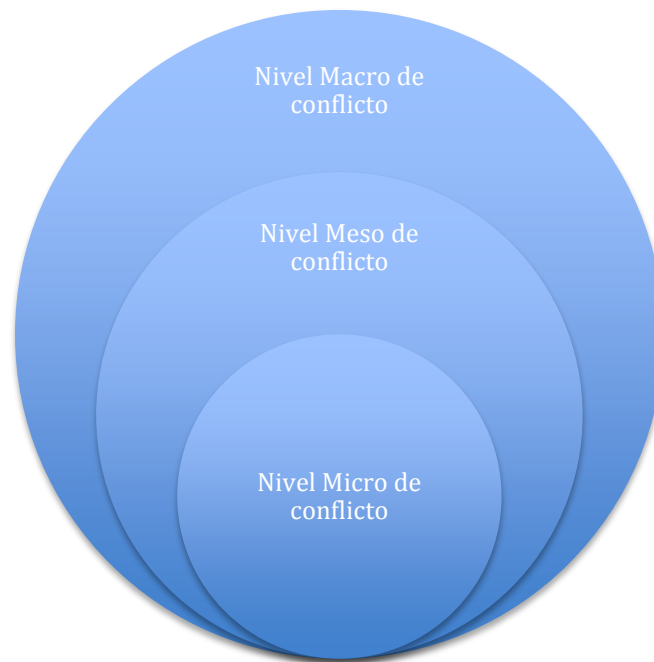 Nivel Macro de
conflicto
Nivel Meso de
conflicto
Nivel Micro de
conflicto